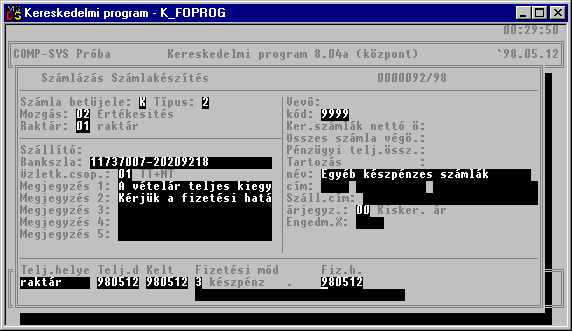 Kereskedelmi program - K_FOPROG
00:29:50
COMP-SYS Próba Kereskedelmi program 8.04a (központ) `98.05.12
Számlázás Számlakészítés 0000092/98
Számla betüjele: K Típus: 2
Mozgás: 02 Értékesítés
Raktár: 01 raktár
Szállító:
Bankszla: 11737007-20209218
Üzletk.csop.: 01 TT+NT
Megjegyzés 1: A vételár teljes kiegy
Megjegyzés 2: Kérjük a fizetési hatá
Megjegyzés 3:
Megjegyzés 4:
Megjegyzés 5:
Vevô:
kód: 9999
Ker.számlák nettó ö:
Összes számla végö.:
Pénzügyi telj.össz.:
Tartozás :
név: Egyéb készpénzes számlák
cím:
Száll.cím:
árjegyz.: 00 Kisker. ár
Engedm.%:
Telj.helye Telj.d Kelt Fizetési mód Fiz.h.
raktár 980512 980512 3 készpénz . 980512